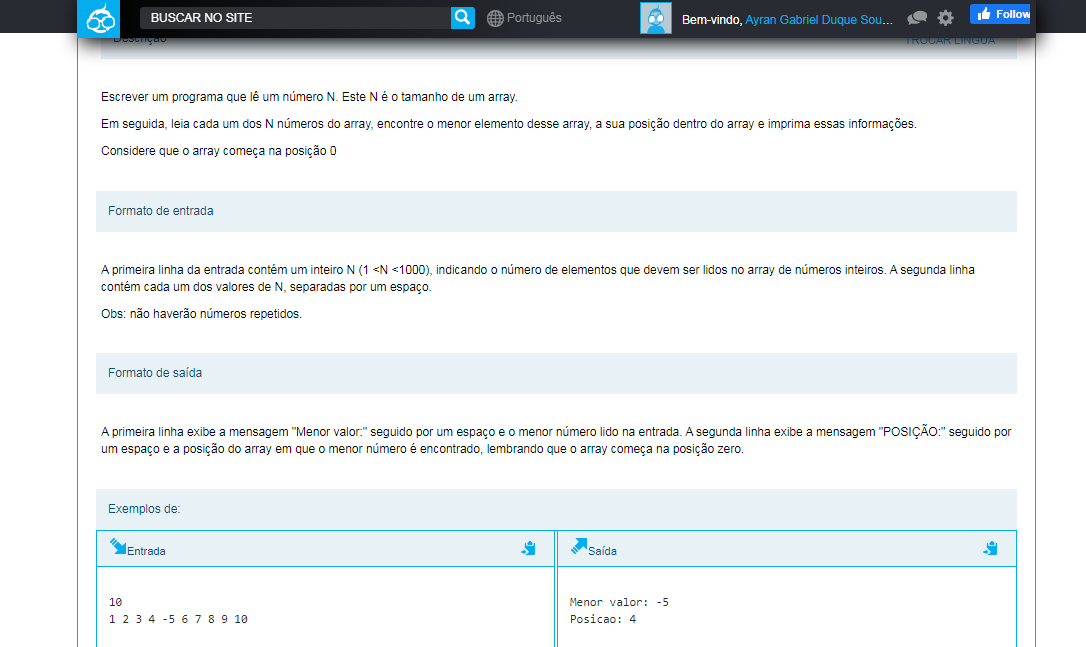 BUSCAR NO SITE
Português
Bem-vindo, Ayran Gabriel Duque Sou...
Follow
Descrição
TROCAR LÍNGUA
Escrever um programa que lê um número N. Este N é o tamanho de um array.
Em seguida, leia cada um dos N números do array, encontre o menor elemento desse array, a sua posição dentro do array e imprima essas informações.
Considere que o array começa na posição 0
Formato de entrada
A primeira linha da entrada contém um inteiro N (1 <N <1000), indicando o número de elementos que devem ser lidos no array de números inteiros. A segunda linha
contém cada um dos valores de N, separadas por um espaço.
Obs: não haverão números repetidos.
Formato de saída
A primeira linha exibe a mensagem "Menor valor:" seguido por um espaço e o menor número lido na entrada. A segunda linha exibe a mensagem "POSIÇÃO:" seguido por
um espaço e a posição do array em que o menor número é encontrado, lembrando que o array começa na posição zero.
Exemplos de:
Entrada
Saída
10
1 2 3 4 -5 6 7 8 9 10
Menor valor: -5
Posicao: 4